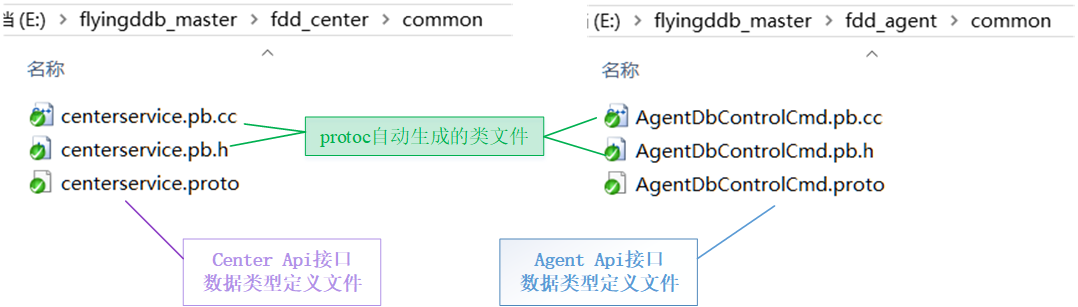 挡 (E:) > flyingddb_master > fdd_center > common
名称
centerservice.pb.cc
centerservice.pb.h
centerservice.proto
(E:) > flyingddb_master > fdd_agent > common
名称
AgentDbControlCmd.pb.cc
AgentDbControlCmd.pb.h
AgentDbControlCmd.proto
protoc自动生成的类文件
Center Api接口
数据类型定义文件
Agent Api接口
数据类型定义文件